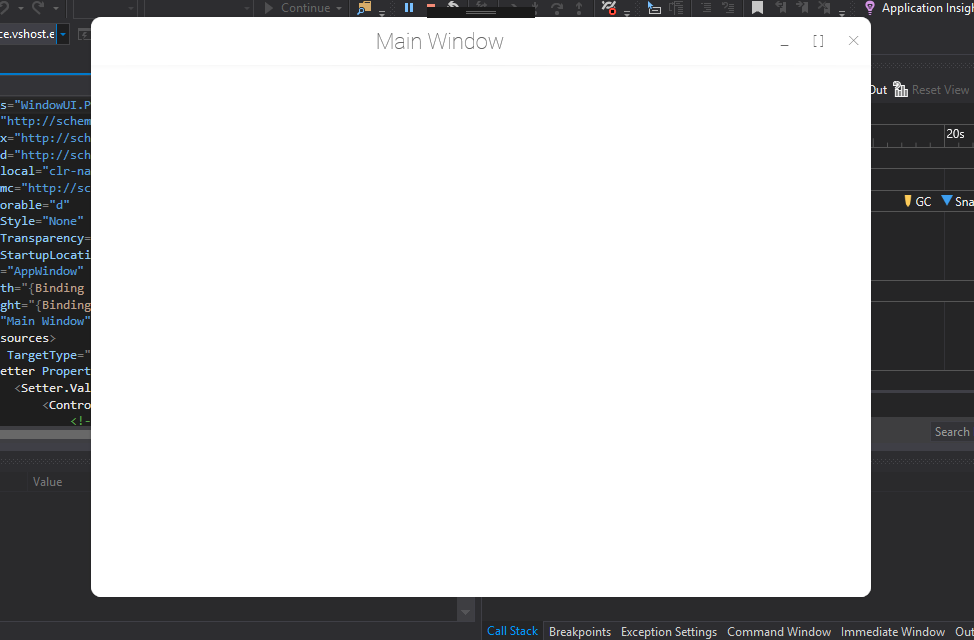 Continue
Application Insigh
ce.vshost.e
Main Window
Out Reset View
s="WindowUI.P
"http://schem
x="http://sch
d="http://sch
local="clr-na
mc="http://sc
orable="d"
Style="None"
Transparency=
StartupLocati
="AppWindow"
th="{Binding
ght="{Binding
"Main Window"
sources>
TargetType="
etter Propert
<Setter.Val
<Contro
<!-
20s
GC Sna
Search
Value
Call Stack Breakpoints Exception Settings Command Window Immediate Window Out